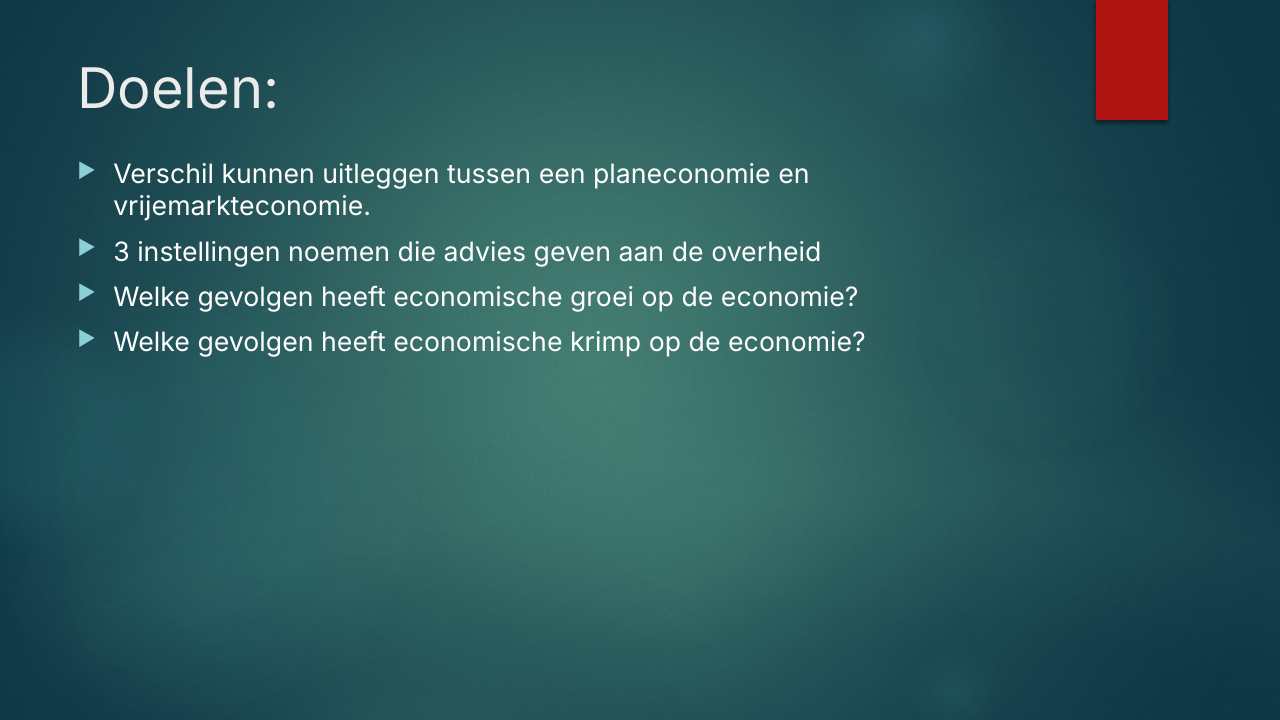 Doelen:
Verschil kunnen uitleggen tussen een planeconomie en
vrijemarkteconomie.
3 instellingen noemen die advies geven aan de overheid
Welke gevolgen heeft economische groei op de economie?
Welke gevolgen heeft economische krimp op de economie?